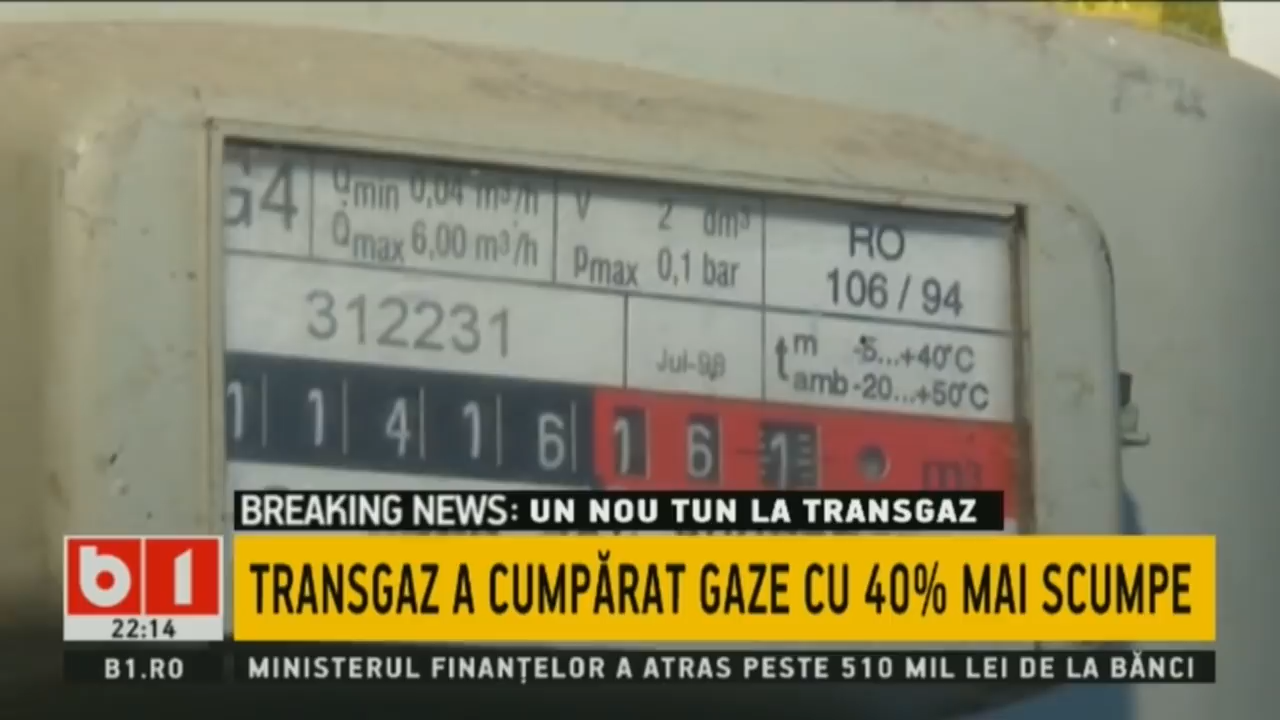 G4
Qmin 0,04 m³/h
Qmax 6,00 m³/h
V 2 dm³
Pmax 0,1 bar
RO
106 / 94
312231
Jul-98
tm -5...+40°C
tamb -20...+50°C
1 1 4 1 6 1 6 1 m³
BREAKING NEWS: UN NOU TUN LA TRANSGAZ
b1
TRANSGAZ A CUMPĂRAT GAZE CU 40% MAI SCUMPE
22:14
B1.RO
MINISTERUL FINANȚELOR A ATRAS PESTE 510 MIL LEI DE LA BĂNCI